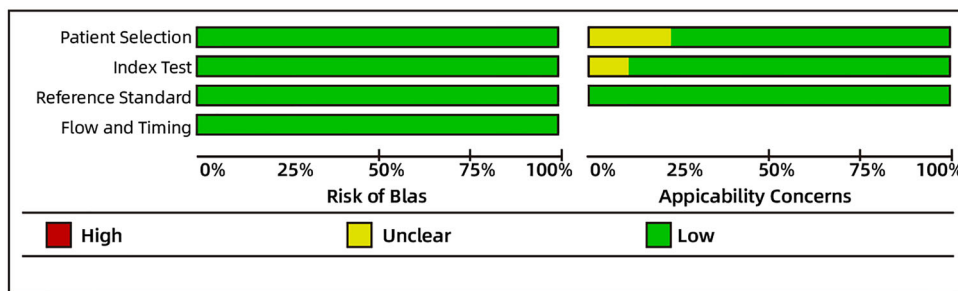 Patient Selection
Index Test
Reference Standard
Flow and Timing
0% 25% 50% 75% 100% 0% 25% 50% 75% 100%
Risk of Blas Appicability Concerns
High Unclear Low